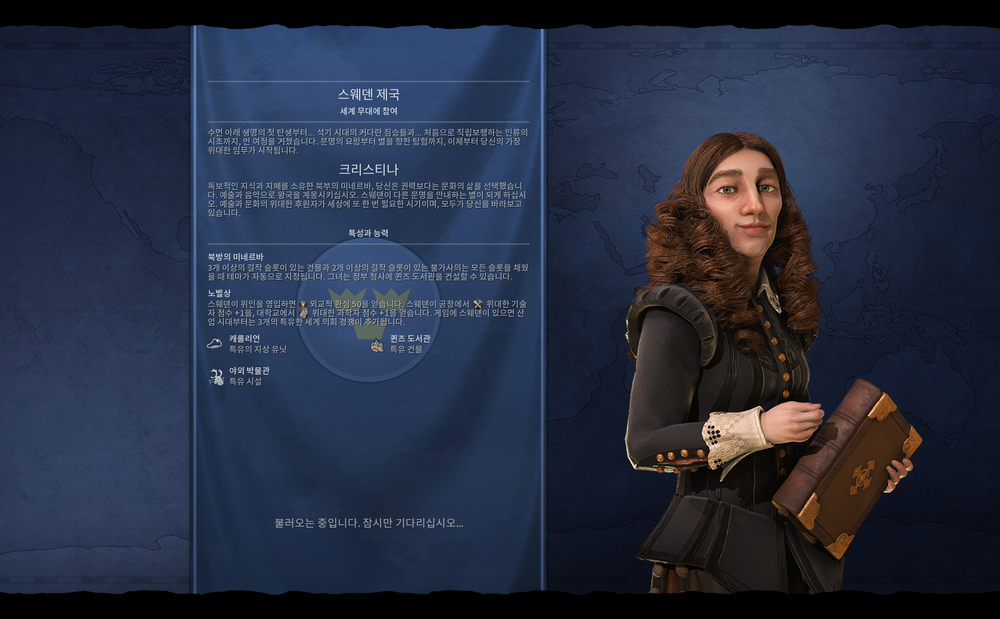 스웨덴 제국
세계 무대에 참여
수면 아래 생명의 첫 탄생부터... 석기 시대의 커다란 짐승들과... 처음으로 직립보행하는 인류의
시초까지, 먼 여정을 거쳤습니다. 문명의 요람부터 별을 향한 탐험까지, 이제부터 당신의 가장
위대한 임무가 시작됩니다.
크리스티나
독보적인 지식과 지혜를 소유한 북부의 미네르바, 당신은 권력보다는 문화의 삶을 선택했습니
다. 예술과 음악으로 왕국을 계몽시키십시오. 스웨덴이 다른 문명을 안내하는 별이 되게 하십시
오. 예술과 문화의 위대한 후원자가 세상에 또 한 번 필요한 시기이며, 모두가 당신을 바라보고
있습니다.
특성과 능력
북방의 미네르바
3개 이상의 걸작 슬롯이 있는 건물과 2개 이상의 걸작 슬롯이 있는 불가사의는 모든 슬롯을 채웠
을 때 테마가 자동으로 지정됩니다. 그녀는 정부 청사에 퀸즈 도서관을 건설할 수 있습니다.
노벨상
스웨덴이 위인을 영입하면 외교적 환심 50을 얻습니다. 스웨덴이 공장에서 위대한 기술
자 점수 +1을, 대학교에서 위대한 과학자 점수 +1을 얻습니다. 게임에 스웨덴이 있으면 산
업 시대부터는 3개의 특유한 세계 의회 경쟁이 추가됩니다.
캐롤리언
특유의 지상 유닛
퀸즈 도서관
특유 건물
야외 박물관
특유 시설
불러오는 중입니다. 잠시만 기다리십시오...